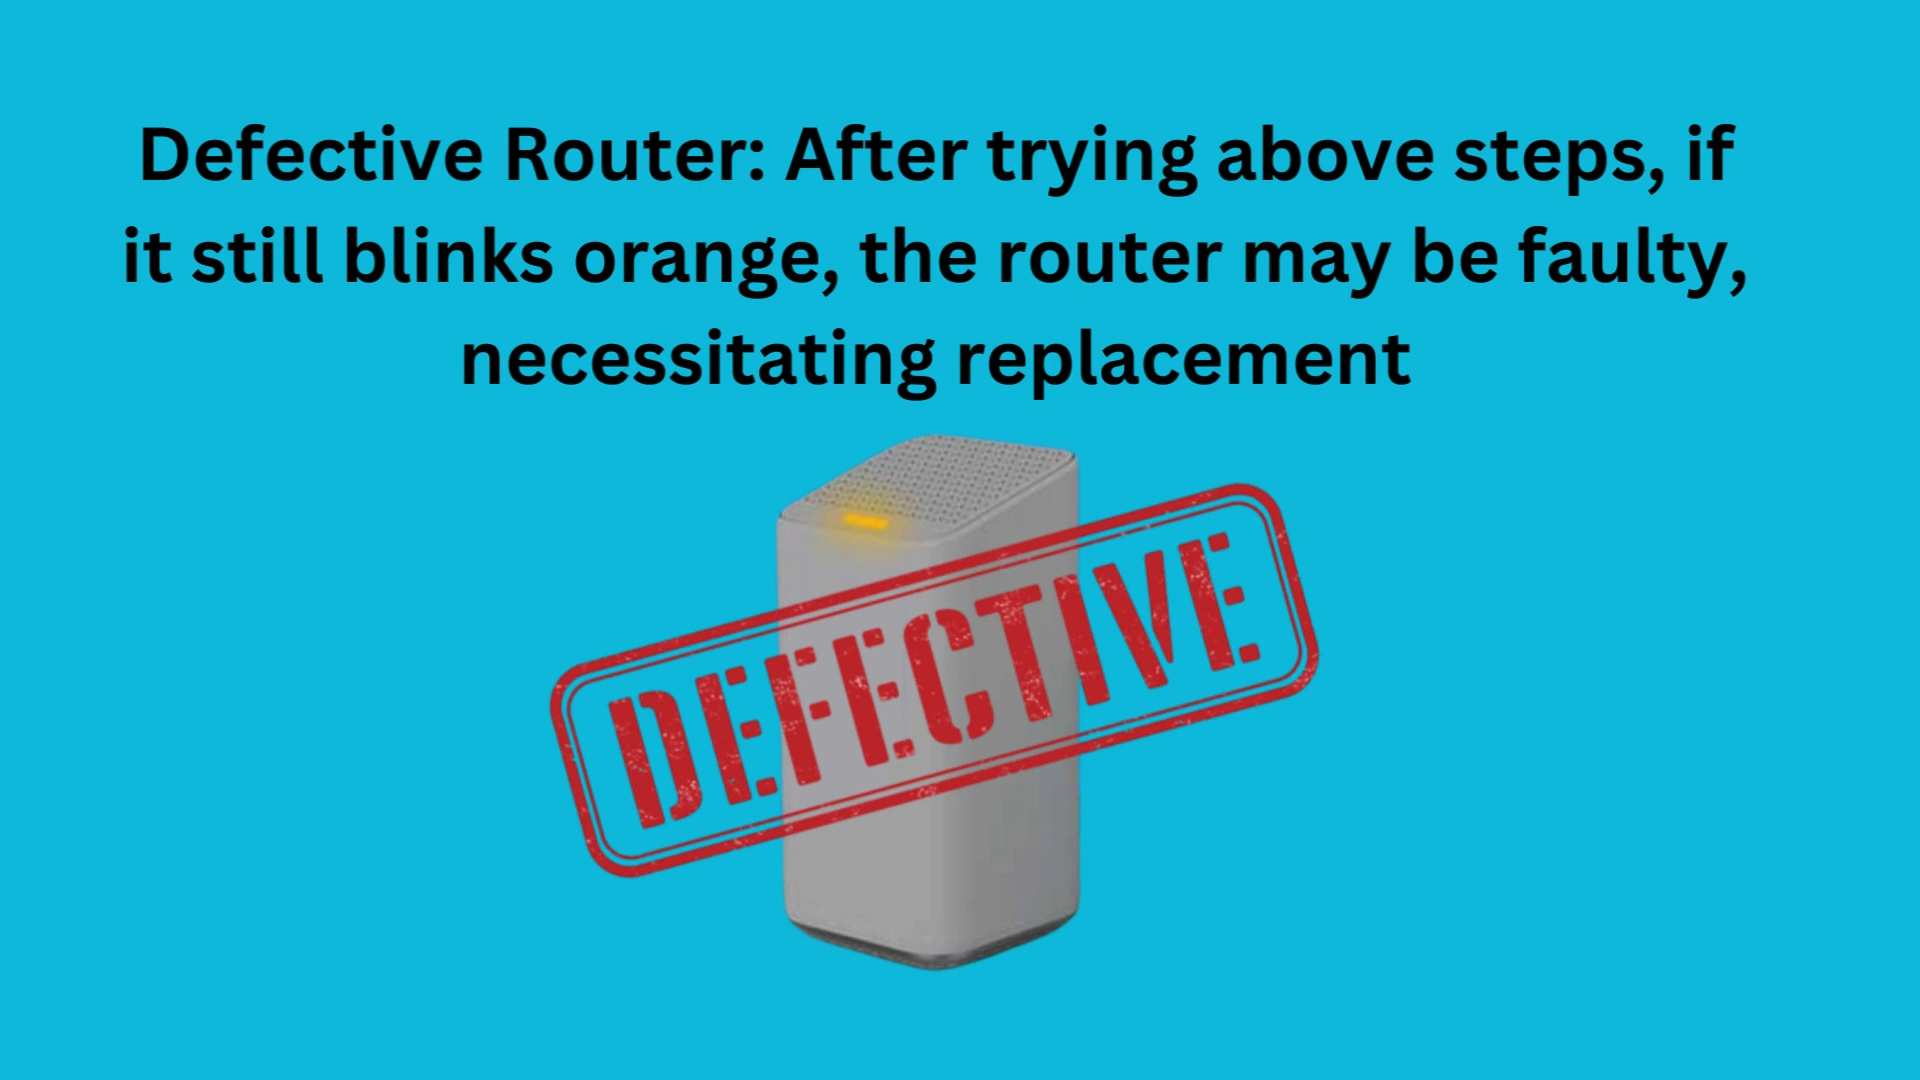 Defective Router: After trying above steps, if
it still blinks orange, the router may be faulty,
necessitating replacement
DEFECTIVE